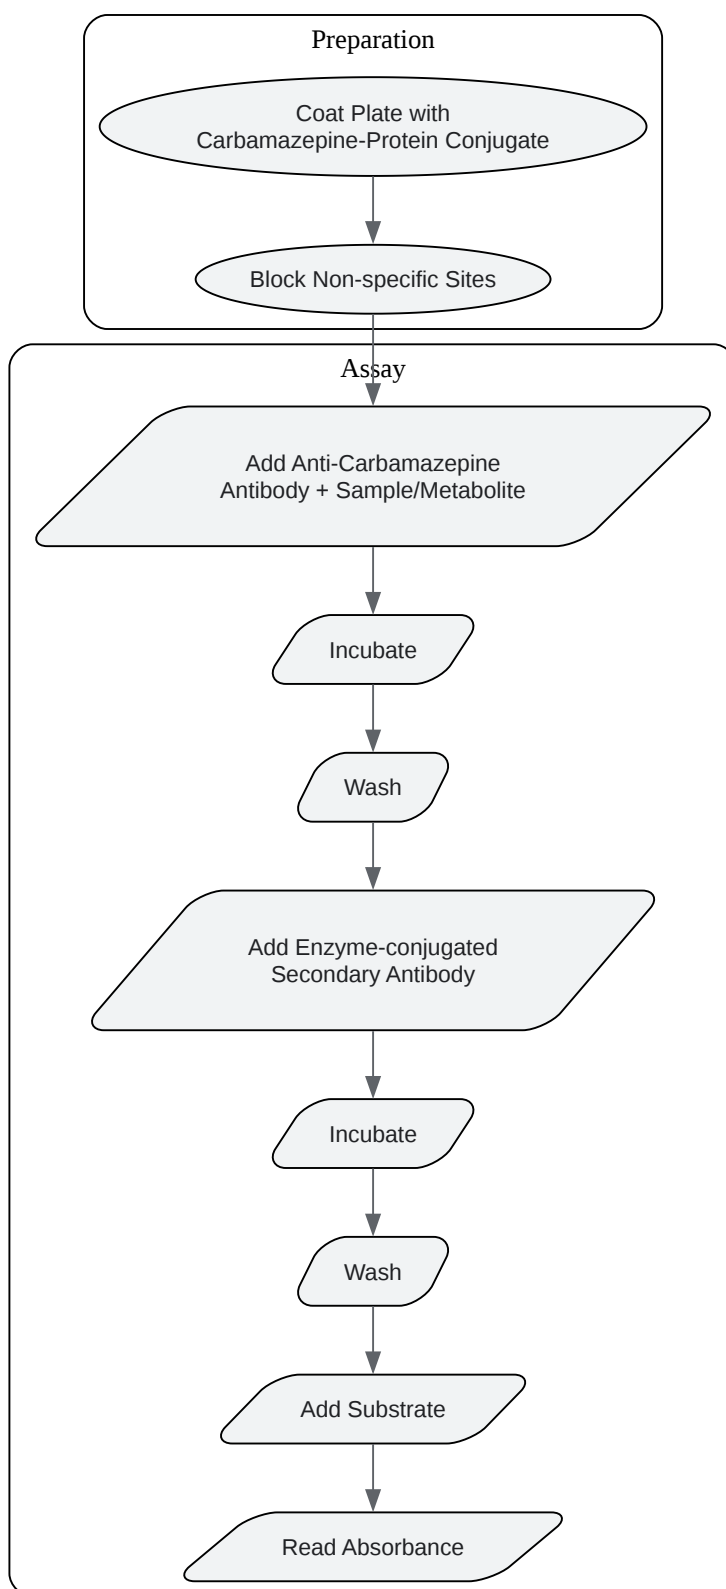 Preparation
Coat Plate with
Carbamazepine-Protein Conjugate
Block Non-specific Sites
Assay
Add Anti-Carbamazepine
Antibody + Sample/Metabolite
Incubate
Wash
Add Enzyme-conjugated
Secondary Antibody
Incubate
Wash
Add Substrate
Read Absorbance